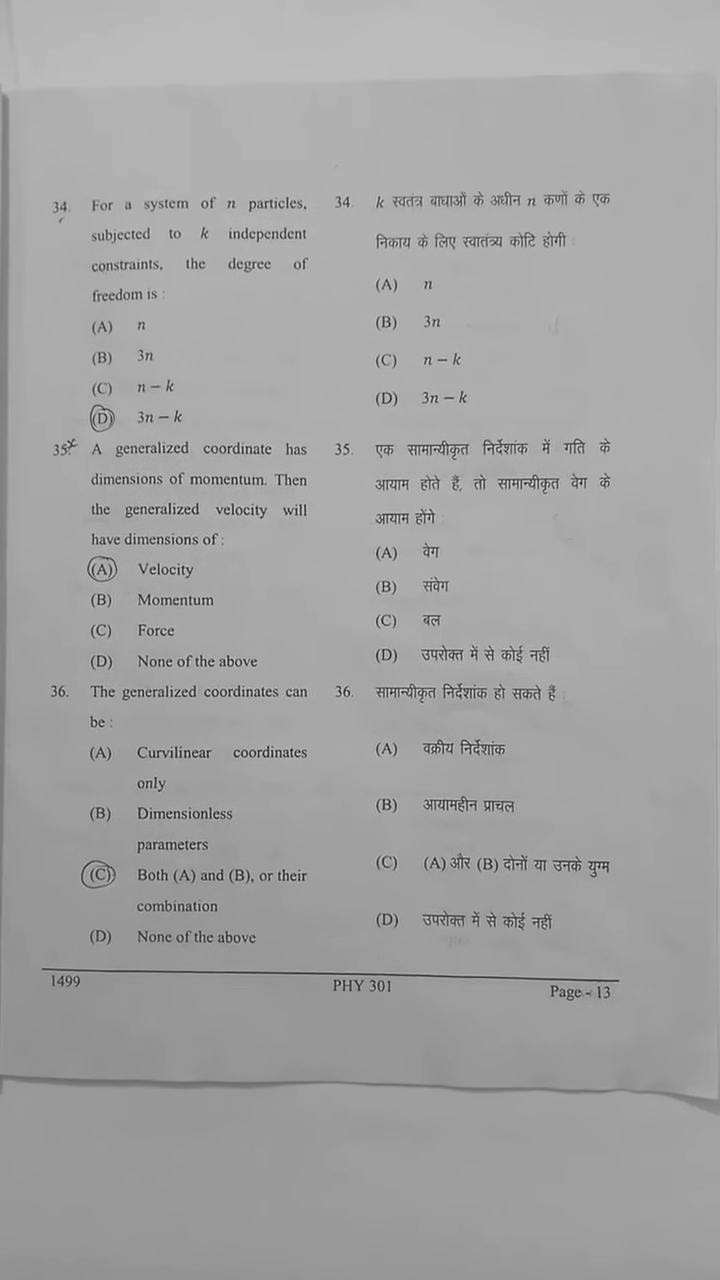 34. For a system of n particles,
subjected to k independent
constraints, the degree of
freedom is :
(A) n
(B) 3n
(C) n – k
(D) 3n – k
35. A generalized coordinate has
dimensions of momentum. Then
the generalized velocity will
have dimensions of :
(A) Velocity
(B) Momentum
(C) Force
(D) None of the above
36. The generalized coordinates can
be :
(A) Curvilinear coordinates
only
(B) Dimensionless
parameters
(C) Both (A) and (B), or their
combination
(D) None of the above
34. k स्वतंत्र बाधाओं के अधीन n कणों के एक
निकाय के लिए स्वातंत्र्य कोटि होगी
(A) n
(B) 3n
(C) n – k
(D) 3n – k
35. एक सामान्यीकृत निर्देशांक में गति के
आयाम होते हैं, तो सामान्यीकृत वेग के
आयाम होंगे :
(A) वेग
(B) संवेग
(C) बल
(D) उपरोक्त में से कोई नहीं
36. सामान्यीकृत निर्देशांक हो सकते हैं :
(A) वक्रीय निर्देशांक
(B) आयामहीन प्राचल
(C) (A) और (B) दोनों या उनके युग्म
(D) उपरोक्त में से कोई नहीं
1499 PHY 301 Page - 13